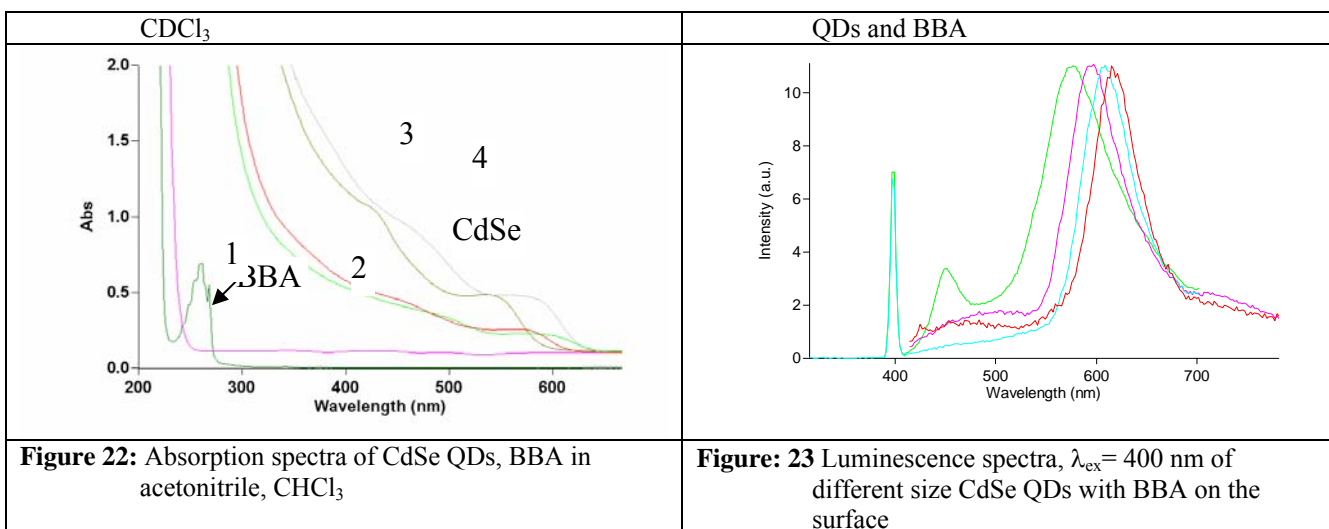 CDCl₃
QDs and BBA
2.0
1.5
1.0
0.5
0.0
Abs
3
4
CdSe
1
2
BBA
200 300 400 500 600
Wavelength (nm)
10
8
6
4
2
0
Intensity (a.u.)
400 500 600 700
Wavelength (nm)
Figure 22: Absorption spectra of CdSe QDs, BBA in
acetonitrile, CHCl₃
Figure: 23 Luminescence spectra, λₑₓ= 400 nm of
different size CdSe QDs with BBA on the
surface